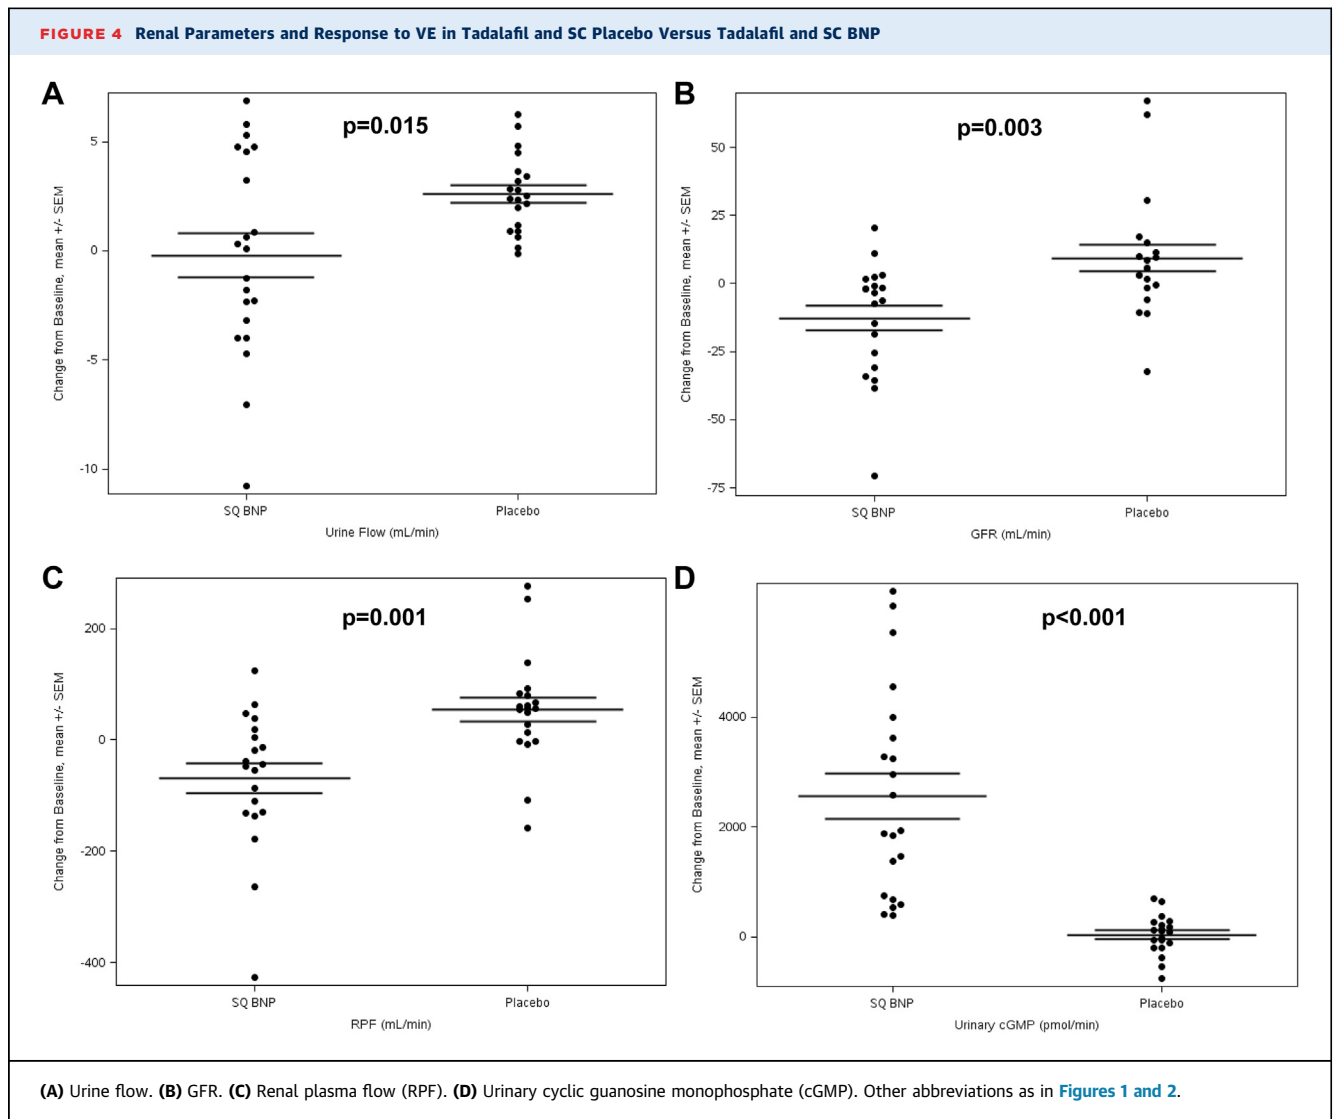 FIGURE 4 Renal Parameters and Response to VE in Tadalafil and SC Placebo Versus Tadalafil and SC BNP
A
p=0.015
Change from Baseline, mean +/- SEM
5
0
-5
-10
SQ BNP
Placebo
Urine Flow (mL/min)
B
p=0.003
Change from Baseline, mean +/- SEM
50
25
0
-25
-50
-75
SQ BNP
Placebo
GFR (mL/min)
C
p=0.001
Change from Baseline, mean +/- SEM
200
0
-200
-400
SQ BNP
Placebo
RPF (mL/min)
D
p<0.001
Change from Baseline, mean +/- SEM
4000
2000
0
SQ BNP
Placebo
Urinary cGMP (pmol/min)
(A) Urine flow. (B) GFR. (C) Renal plasma flow (RPF). (D) Urinary cyclic guanosine monophosphate (cGMP). Other abbreviations as in Figures 1 and 2.